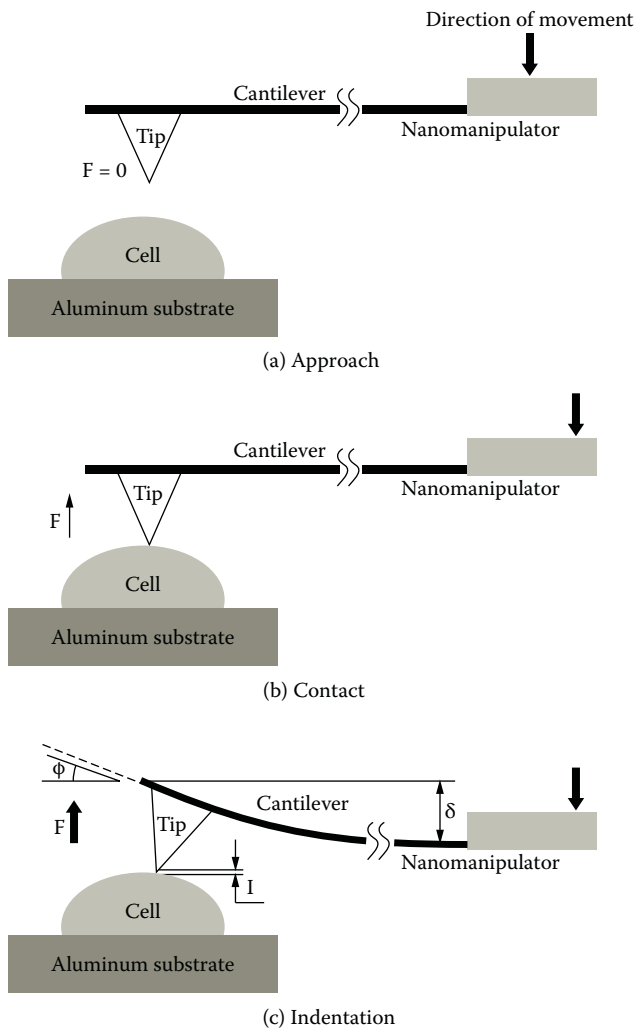 Direction of movement
Cantilever
Nanomanipulator
Tip
F = 0
Cell
Aluminum substrate
(a) Approach
Cantilever
Nanomanipulator
Tip
F
Cell
Aluminum substrate
(b) Contact
ϕ
Cantilever
δ
F
Tip
Nanomanipulator
I
Cell
Aluminum substrate
(c) Indentation